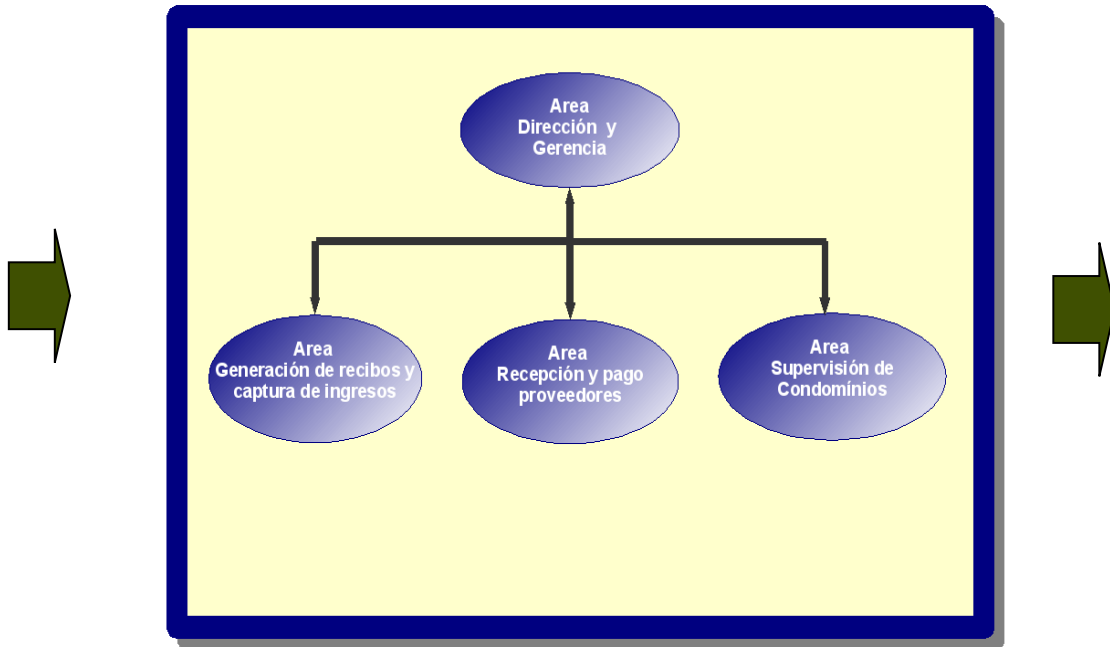 Area
Dirección y
Gerencia
Area
Generación de recibos y
captura de ingresos
Area
Recepción y pago
proveedores
Area
Supervisión de
Condomínios